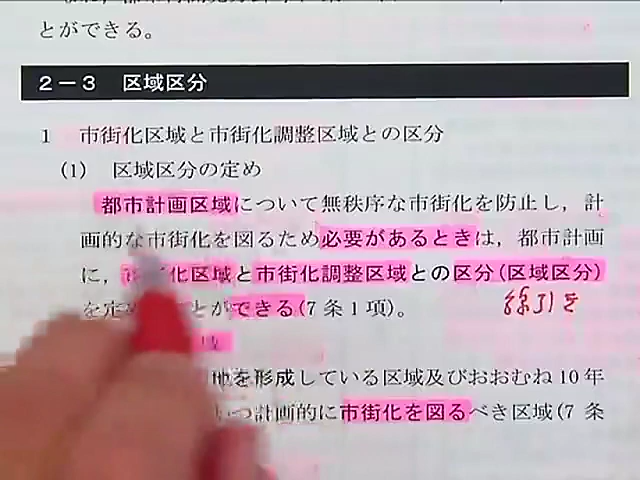 とができる。
2－3 区域区分
1 市街化区域と市街化調整区域との区分
(1) 区域区分の定め
都市計画区域について無秩序な市街化を防止し，計
画的な市街化を図るため必要があるときは，都市計画
に，化区域と市街化調整区域との区分(区域区分)
を定とができる(7条1項)。
線引き
地を形成している区域及びおおむね10年
つ計画的に市街化を図るべき区域(7条